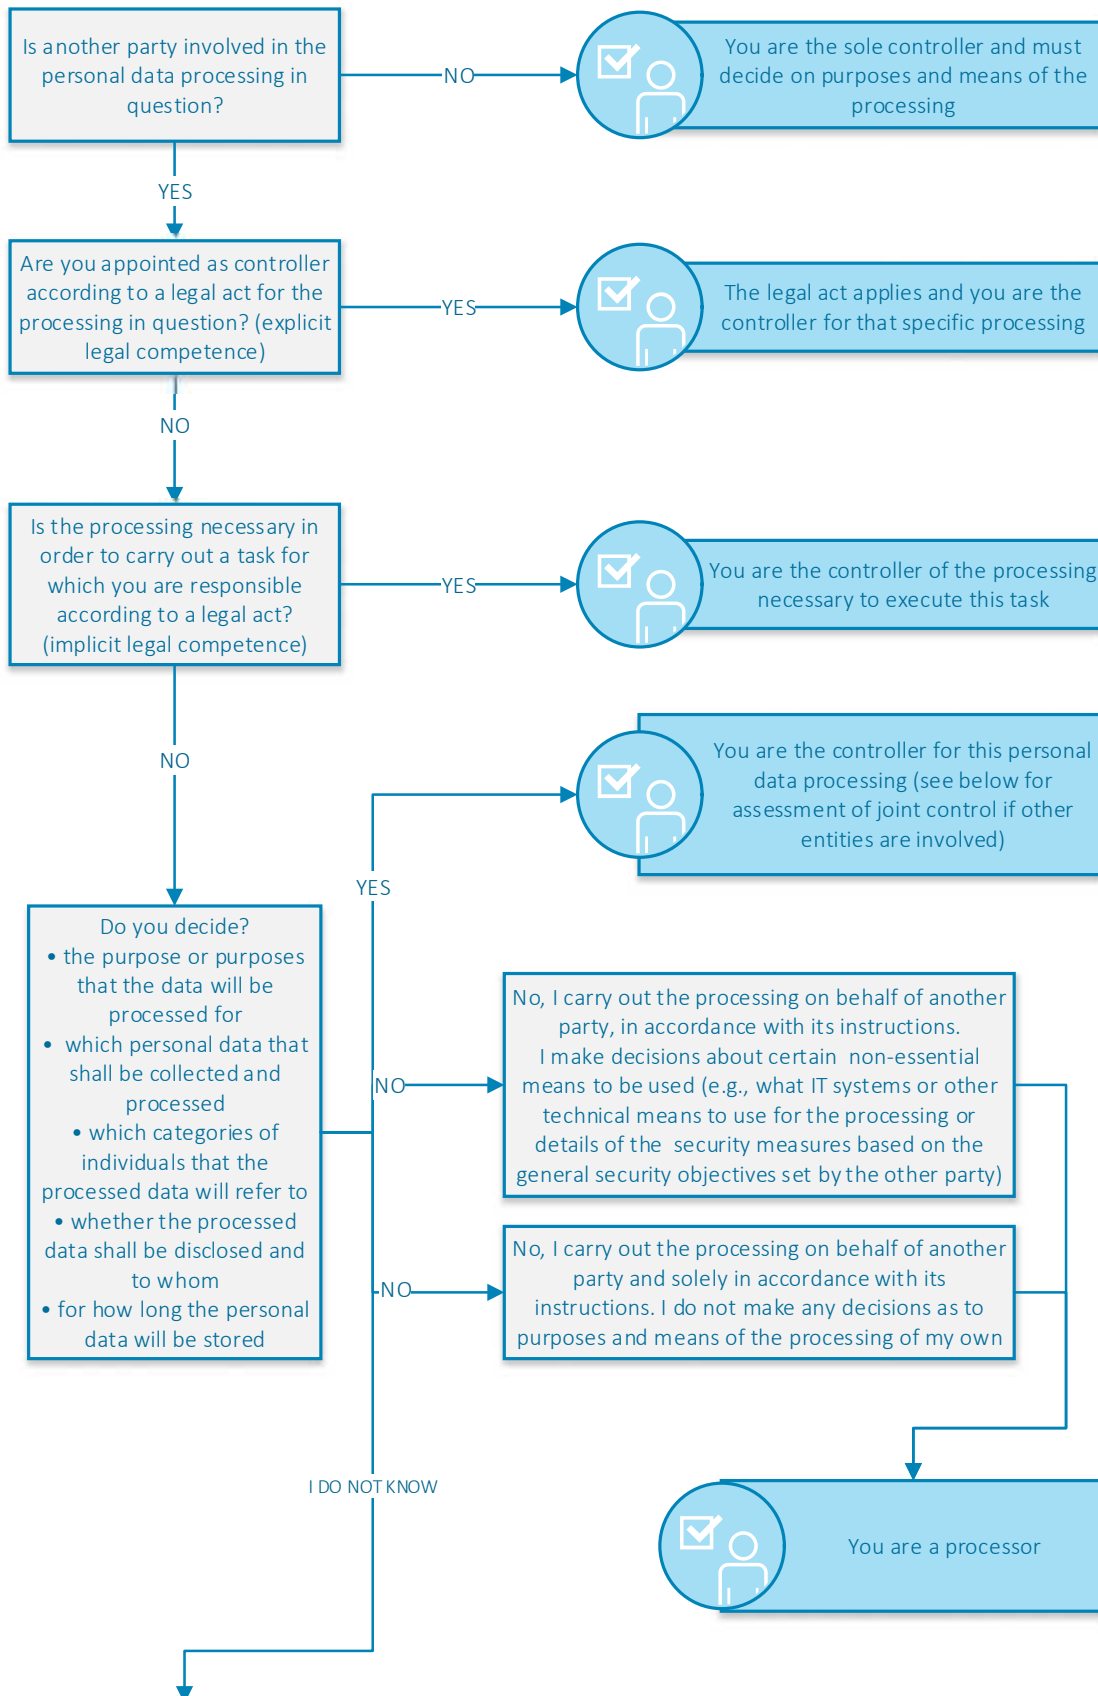 Is another party involved in the
personal data processing in
question?
NO
You are the sole controller and must
decide on purposes and means of the
processing
YES
Are you appointed as controller
according to a legal act for the
processing in question? (explicit
legal competence)
YES
The legal act applies and you are the
controller for that specific processing
NO
Is the processing necessary in
order to carry out a task for
which you are responsible
according to a legal act?
(implicit legal competence)
YES
You are the controller of the processing
necessary to execute this task
NO
You are the controller for this personal
data processing (see below for
assessment of joint control if other
entities are involved)
YES
Do you decide?
• the purpose or purposes
that the data will be
processed for
• which personal data that
shall be collected and
processed
• which categories of
individuals that the
processed data will refer to
• whether the processed
data shall be disclosed and
to whom
• for how long the personal
data will be stored
NO
No, I carry out the processing on behalf of another
party, in accordance with its instructions.
I make decisions about certain non-essential
means to be used (e.g., what IT systems or other
technical means to use for the processing or
details of the security measures based on the
general security objectives set by the other party)
NO
No, I carry out the processing on behalf of another
party and solely in accordance with its
instructions. I do not make any decisions as to
purposes and means of the processing of my own
I DO NOT KNOW
You are a processor